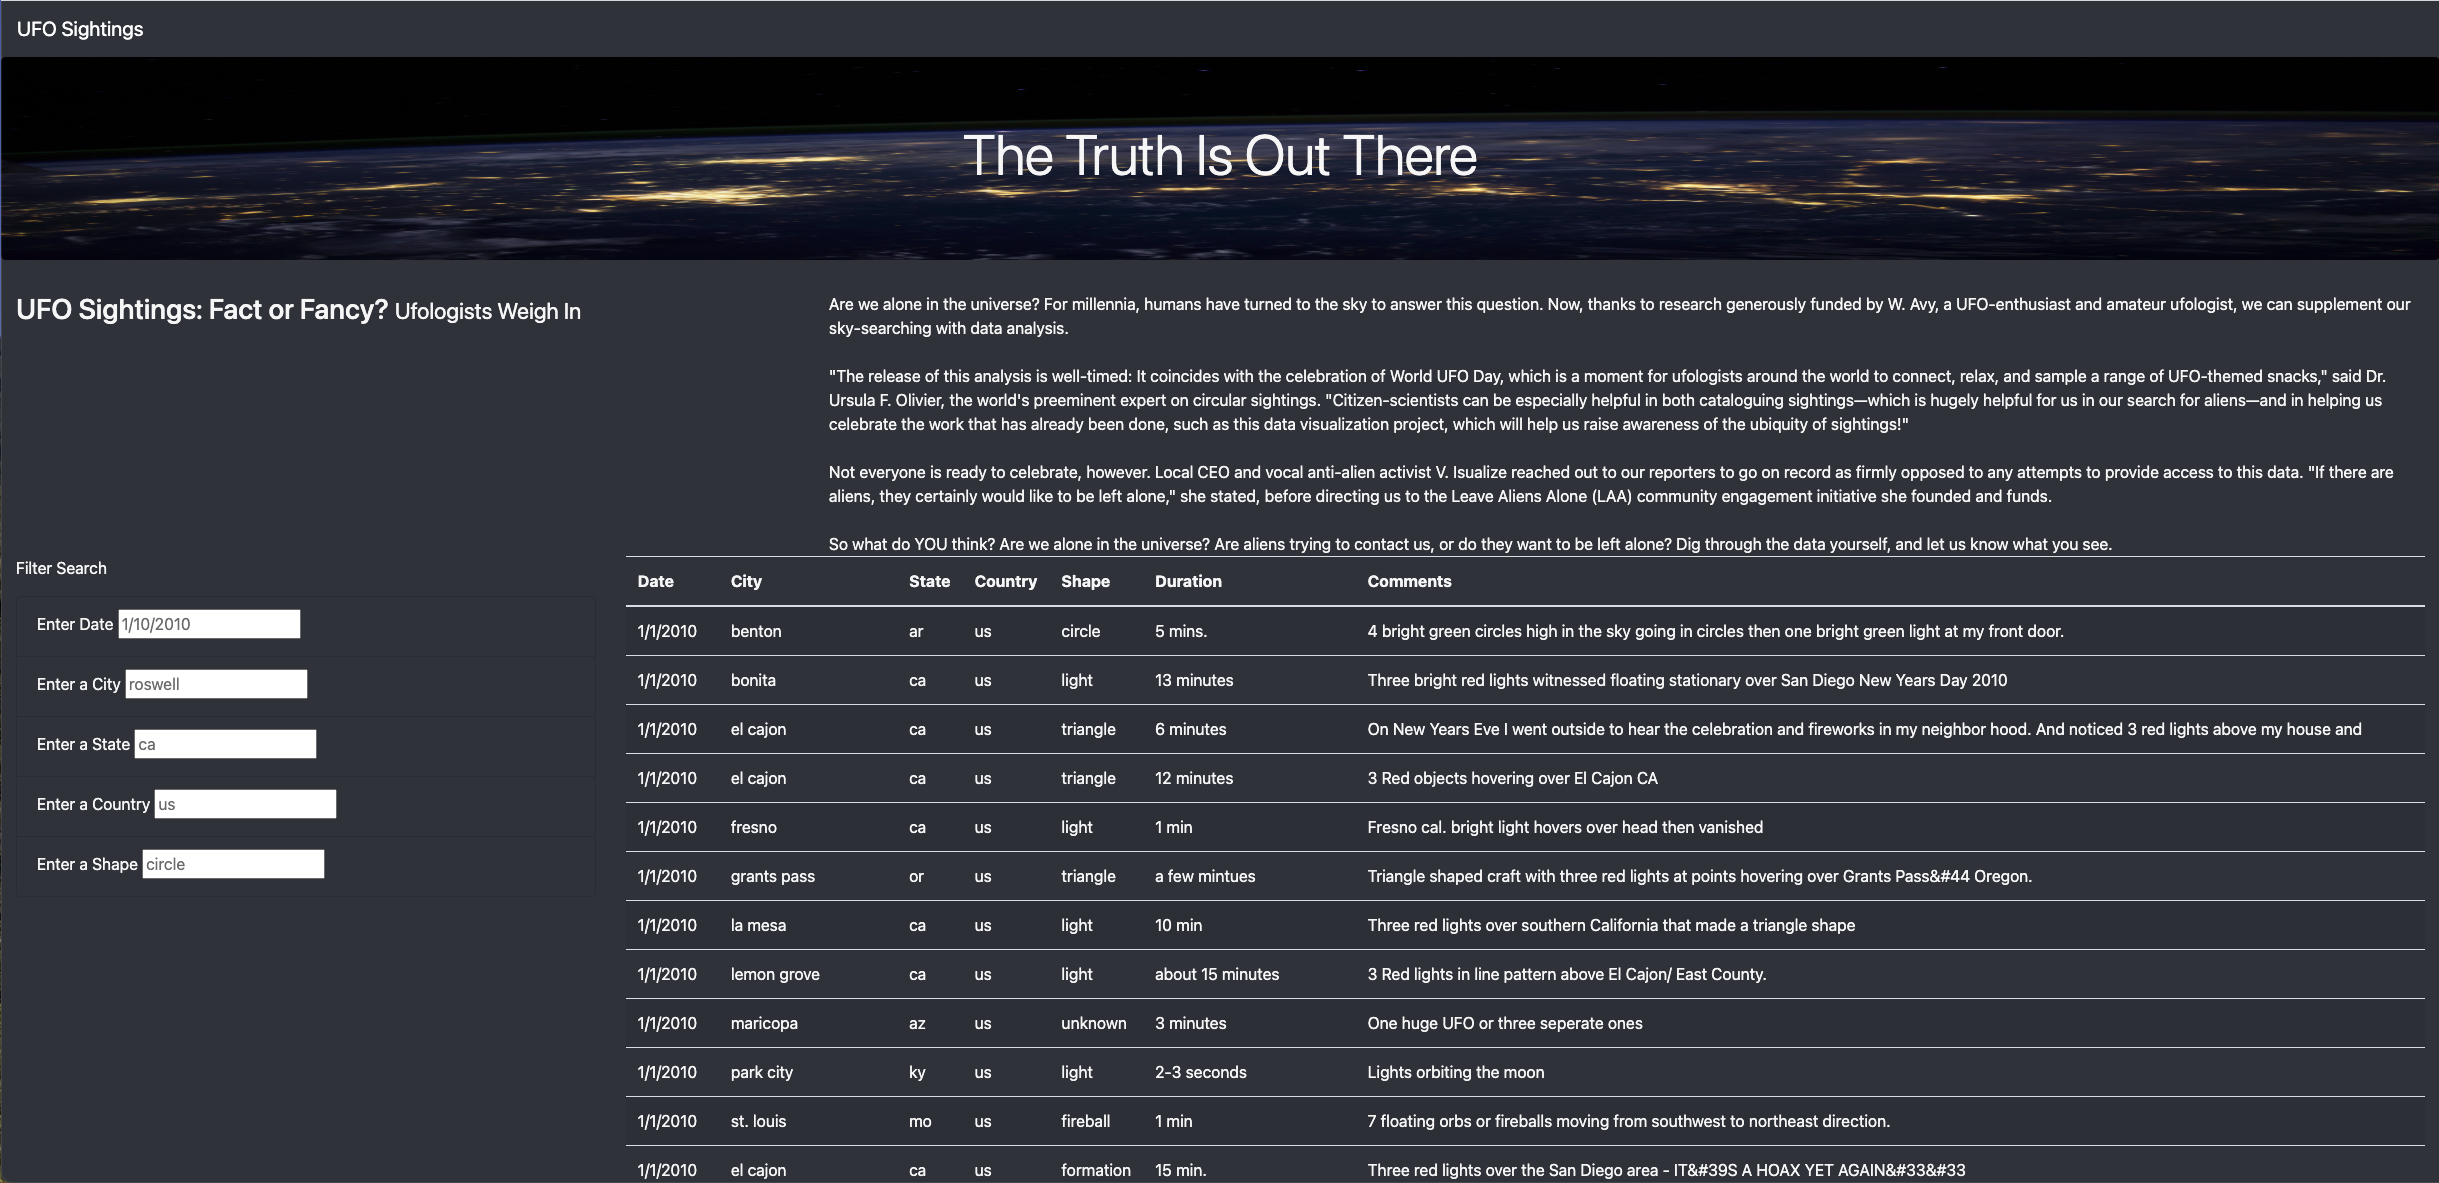 UFO Sightings
The Truth Is Out There
UFO Sightings: Fact or Fancy? Ufologists Weigh In
Are we alone in the universe? For millennia, humans have turned to the sky to answer this question. Now, thanks to research generously funded by W. Avy, a UFO-enthusiast and amateur ufologist, we can supplement our
sky-searching with data analysis.
"The release of this analysis is well-timed: It coincides with the celebration of World UFO Day, which is a moment for ufologists around the world to connect, relax, and sample a range of UFO-themed snacks," said Dr.
Ursula F. Olivier, the world's preeminent expert on circular sightings. "Citizen-scientists can be especially helpful in both cataloguing sightings—which is hugely helpful for us in our search for aliens—and in helping us
celebrate the work that has already been done, such as this data visualization project, which will help us raise awareness of the ubiquity of sightings!"
Not everyone is ready to celebrate, however. Local CEO and vocal anti-alien activist V. Isualize reached out to our reporters to go on record as firmly opposed to any attempts to provide access to this data. "If there are
aliens, they certainly would like to be left alone," she stated, before directing us to the Leave Aliens Alone (LAA) community engagement initiative she founded and funds.
So what do YOU think? Are we alone in the universe? Are aliens trying to contact us, or do they want to be left alone? Dig through the data yourself, and let us know what you see.
Filter Search
Enter Date 1/10/2010
Enter a City roswell
Enter a State ca
Enter a Country us
Enter a Shape circle
Date City State Country Shape Duration Comments
1/1/2010 benton ar us circle 5 mins. 4 bright green circles high in the sky going in circles then one bright green light at my front door.
1/1/2010 bonita ca us light 13 minutes Three bright red lights witnessed floating stationary over San Diego New Years Day 2010
1/1/2010 el cajon ca us triangle 6 minutes On New Years Eve I went outside to hear the celebration and fireworks in my neighbor hood. And noticed 3 red lights above my house and
1/1/2010 el cajon ca us triangle 12 minutes 3 Red objects hovering over El Cajon CA
1/1/2010 fresno ca us light 1 min Fresno cal. bright light hovers over head then vanished
1/1/2010 grants pass or us triangle a few mintues Triangle shaped craft with three red lights at points hovering over Grants Pass&#44 Oregon.
1/1/2010 la mesa ca us light 10 min Three red lights over southern California that made a triangle shape
1/1/2010 lemon grove ca us light about 15 minutes 3 Red lights in line pattern above El Cajon/ East County.
1/1/2010 maricopa az us unknown 3 minutes One huge UFO or three seperate ones
1/1/2010 park city ky us light 2-3 seconds Lights orbiting the moon
1/1/2010 st. louis mo us fireball 1 min 7 floating orbs or fireballs moving from southwest to northeast direction.
1/1/2010 el cajon ca us formation 15 min. Three red lights over the San Diego area - IT&#39S A HOAX YET AGAIN&#33&#33